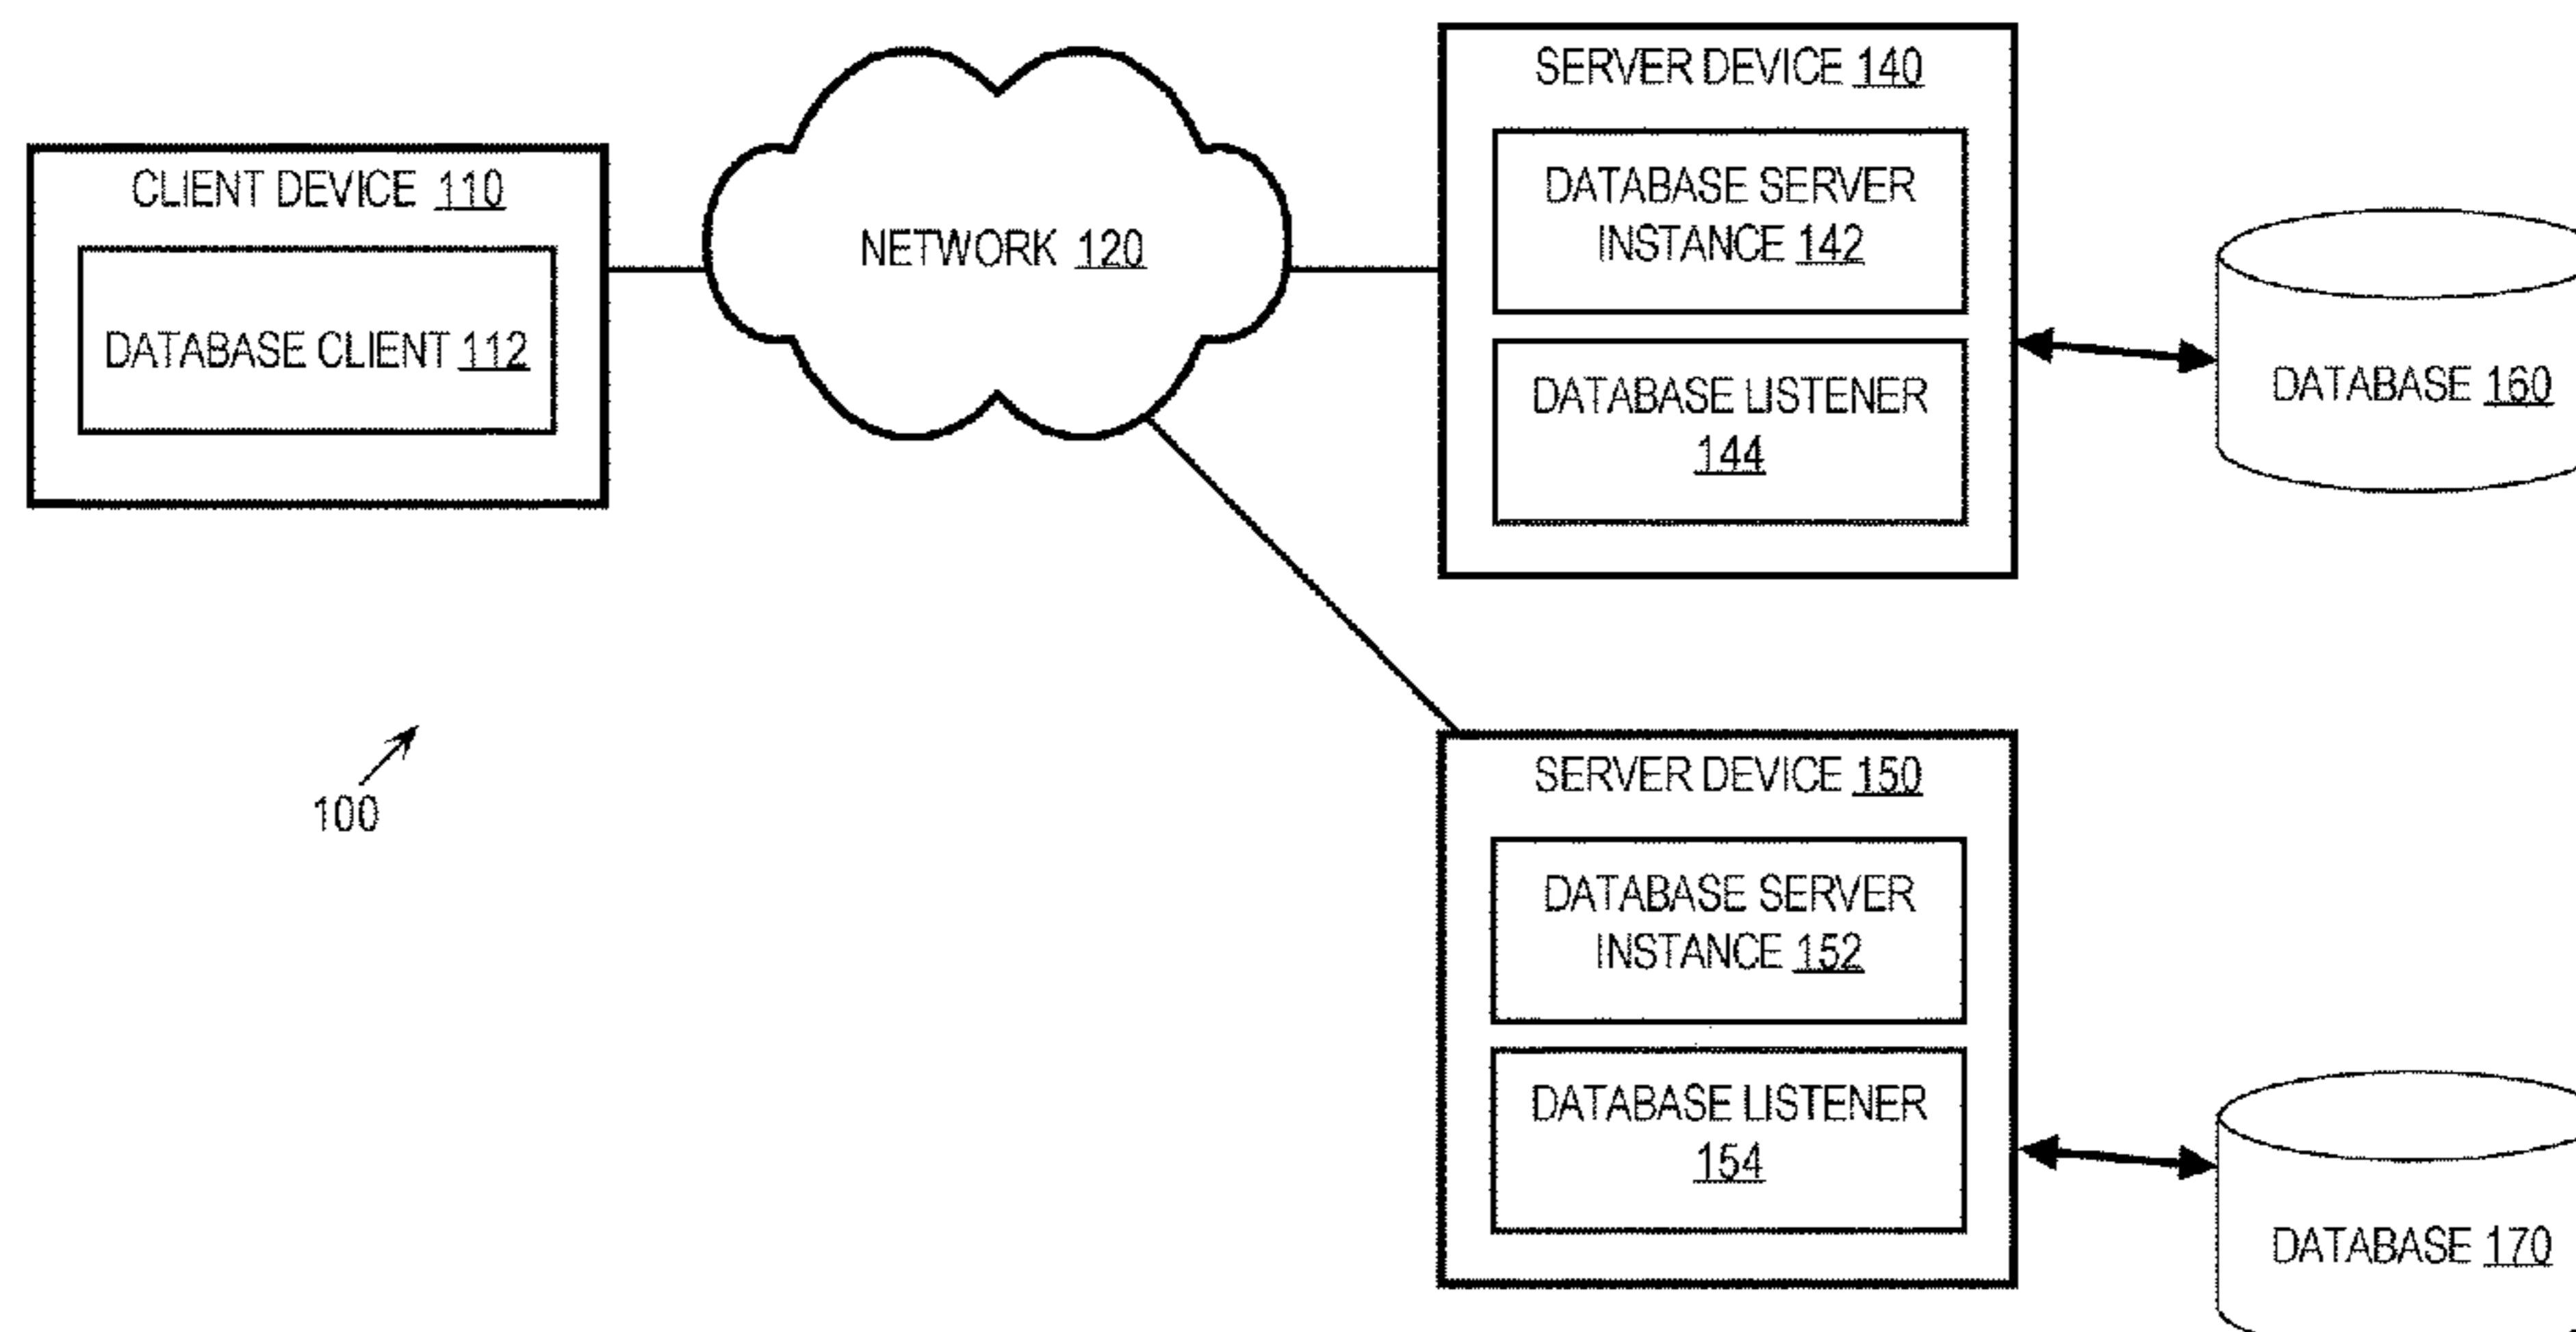 CLIENT DEVICE 110
DATABASE CLIENT 112
NETWORK 120
SERVER DEVICE 140
DATABASE SERVER
INSTANCE 142
DATABASE LISTENER
144
DATABASE 160
100
SERVER DEVICE 150
DATABASE SERVER
INSTANCE 152
DATABASE LISTENER
154
DATABASE 170